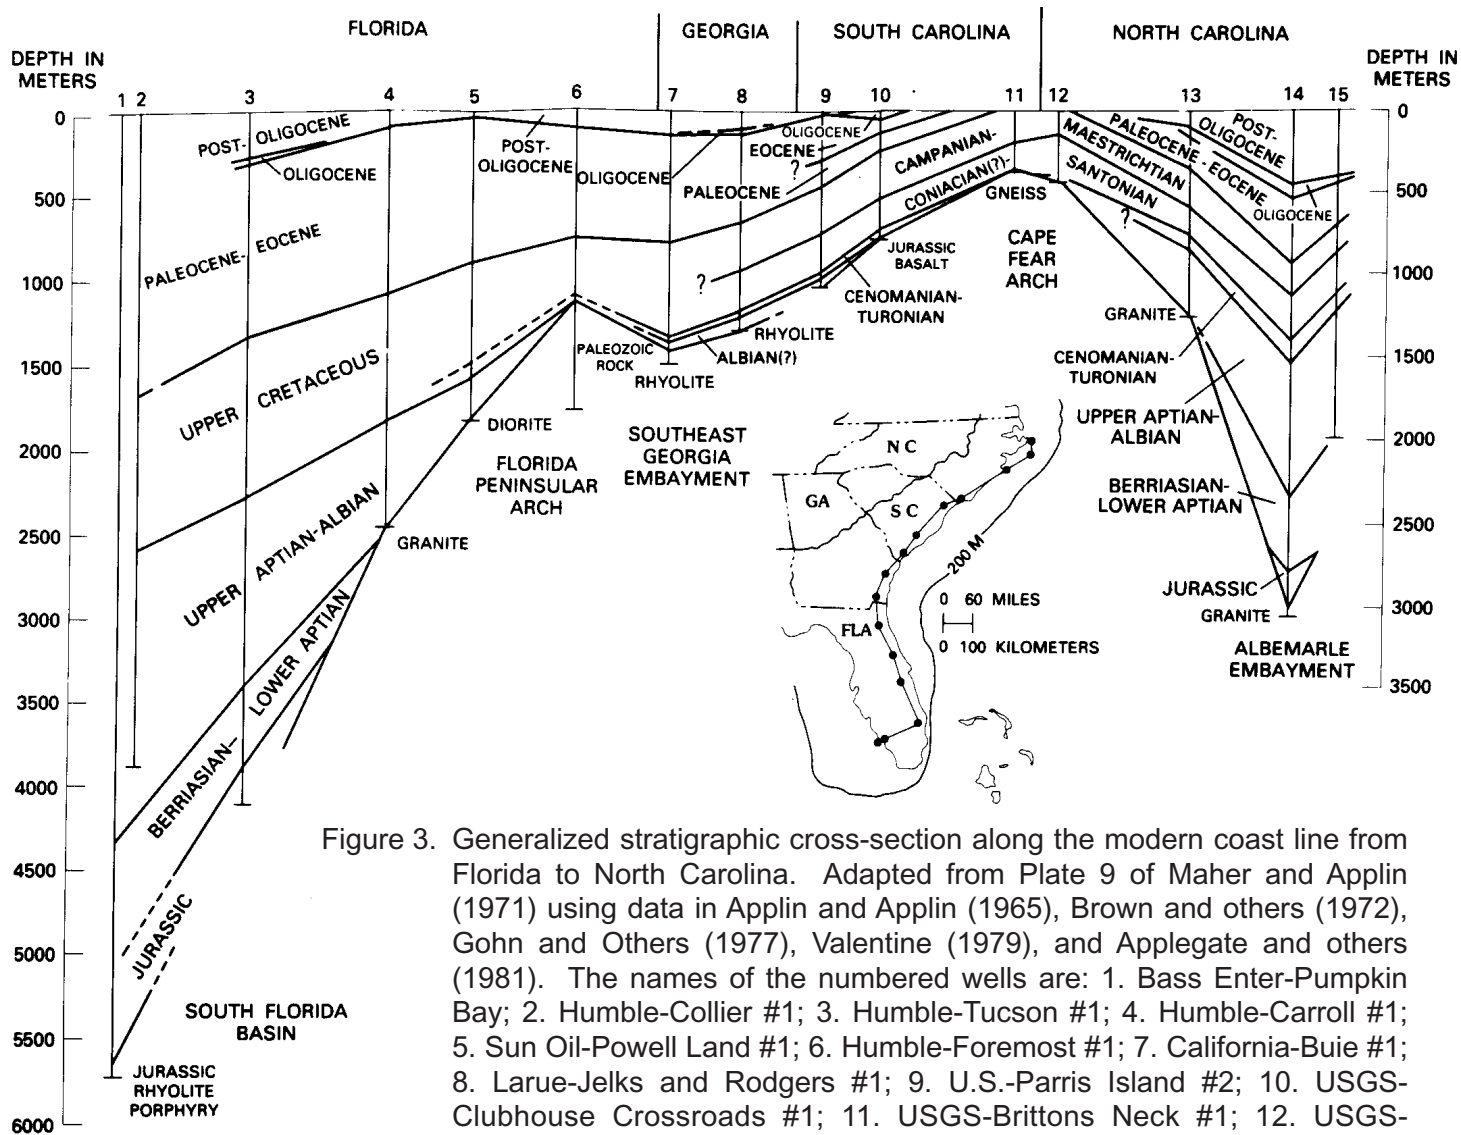 FLORIDA
GEORGIA
SOUTH CAROLINA
NORTH CAROLINA
DEPTH IN
METERS
DEPTH IN
METERS
1 2 3 4 5 6 7 8 9 10 11 12 13 14 15
0
500
1000
1500
2000
2500
3000
3500
4000
4500
5000
5500
6000
0
500
1000
1500
2000
2500
3000
3500
POST- OLIGOCENE
OLIGOCENE
PALEOCENE- EOCENE
UPPER CRETACEOUS
UPPER APTIAN-ALBIAN
BERRIASIAN- LOWER APTIAN
JURASSIC
SOUTH FLORIDA
BASIN
JURASSIC
RHYOLITE
PORPHYRY
GRANITE
DIORITE
FLORIDA
PENINSULAR
ARCH
POST-
OLIGOCENE
OLIGOCENE
PALEOZOIC
ROCK
RHYOLITE
SOUTHEAST
GEORGIA
EMBAYMENT
ALBIAN(?)
RHYOLITE
?
OLIGOCENE
EOCENE
?
PALEOCENE
CAMPANIAN-
CONIACIAN(?)-
JURASSIC
BASALT
CENOMANIAN-
TURONIAN
GNEISS
CAPE
FEAR
ARCH
POST-
OLIGOCENE
PALEOCENE - EOCENE
MAESTRICHTIAN
SANTONIAN
?
OLIGOCENE
GRANITE
CENOMANIAN-
TURONIAN
UPPER APTIAN-
ALBIAN
BERRIASIAN-
LOWER APTIAN
JURASSIC
GRANITE
ALBEMARLE
EMBAYMENT
N C
GA
S C
FLA
200 M
0 60 MILES
0 100 KILOMETERS
Figure 3. Generalized stratigraphic cross-section along the modern coast line from
Florida to North Carolina. Adapted from Plate 9 of Maher and Applin
(1971) using data in Applin and Applin (1965), Brown and others (1972),
Gohn and Others (1977), Valentine (1979), and Applegate and others
(1981). The names of the numbered wells are: 1. Bass Enter-Pumpkin
Bay; 2. Humble-Collier #1; 3. Humble-Tucson #1; 4. Humble-Carroll #1;
5. Sun Oil-Powell Land #1; 6. Humble-Foremost #1; 7. California-Buie #1;
8. Larue-Jelks and Rodgers #1; 9. U.S.-Parris Island #2; 10. USGS-
Clubhouse Crossroads #1; 11. USGS-Brittons Neck #1; 12. USGS-